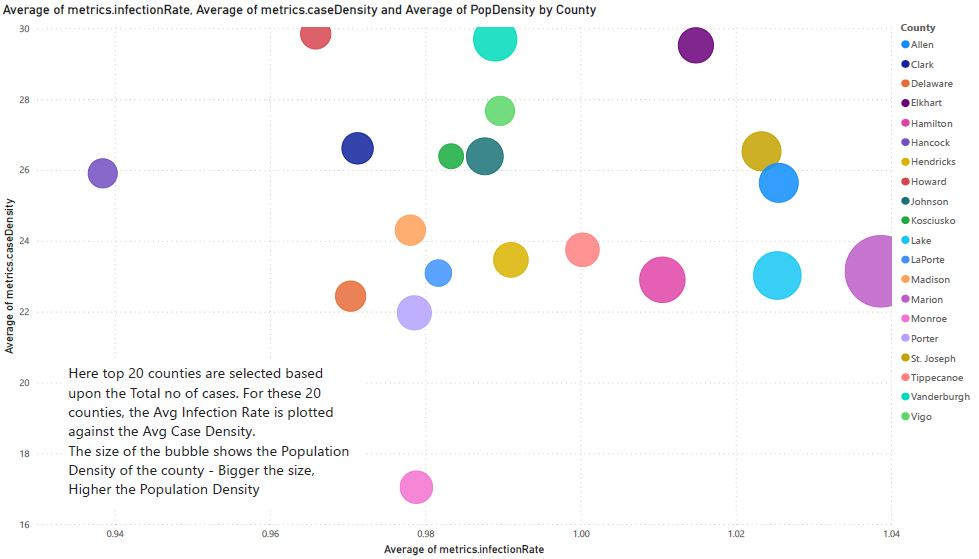 Average of metrics.infectionRate, Average of metrics.caseDensity and Average of PopDensity by County
County
Allen
Clark
Delaware
Elkhart
Hamilton
Hancock
Hendricks
Howard
Johnson
Kosciusko
Lake
LaPorte
Madison
Marion
Monroe
Porter
St. Joseph
Tippecanoe
Vanderburgh
Vigo
Average of metrics.caseDensity
30
28
26
24
22
20
18
16
Here top 20 counties are selected based
upon the Total no of cases. For these 20
counties, the Avg Infection Rate is plotted
against the Avg Case Density.
The size of the bubble shows the Population
Density of the county - Bigger the size,
Higher the Population Density
0.94
0.96
0.98
1.00
1.02
1.04
Average of metrics.infectionRate